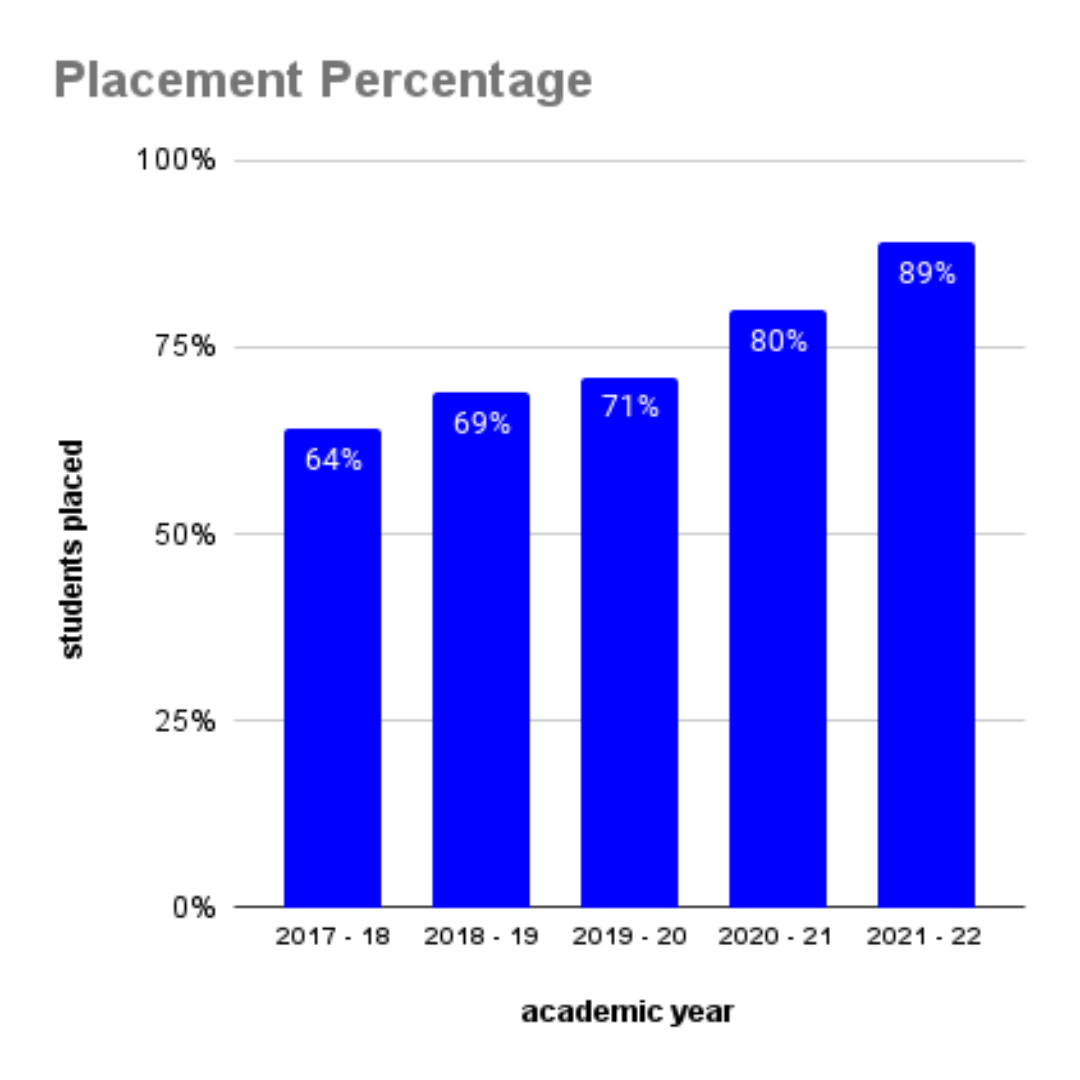 Placement Percentage
100%
75%
50%
25%
0%
students placed
64%
69%
71%
80%
89%
2017 - 18
2018 - 19
2019 - 20
2020 - 21
2021 - 22
academic year